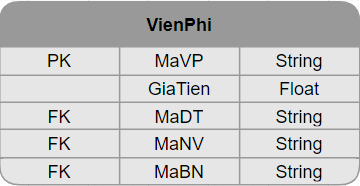 VienPhi
PK MaVP String
GiaTien Float
FK MaDT String
FK MaNV String
FK MaBN String